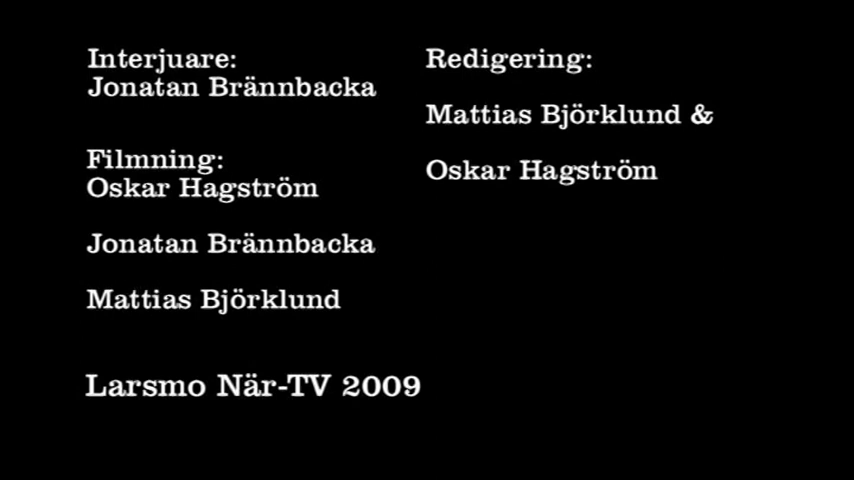 Interjuare:
Jonatan Brännbacka
Filmning:
Oskar Hagström
Jonatan Brännbacka
Mattias Björklund
Redigering:
Mattias Björklund &
Oskar Hagström
Larsmo När-TV 2009